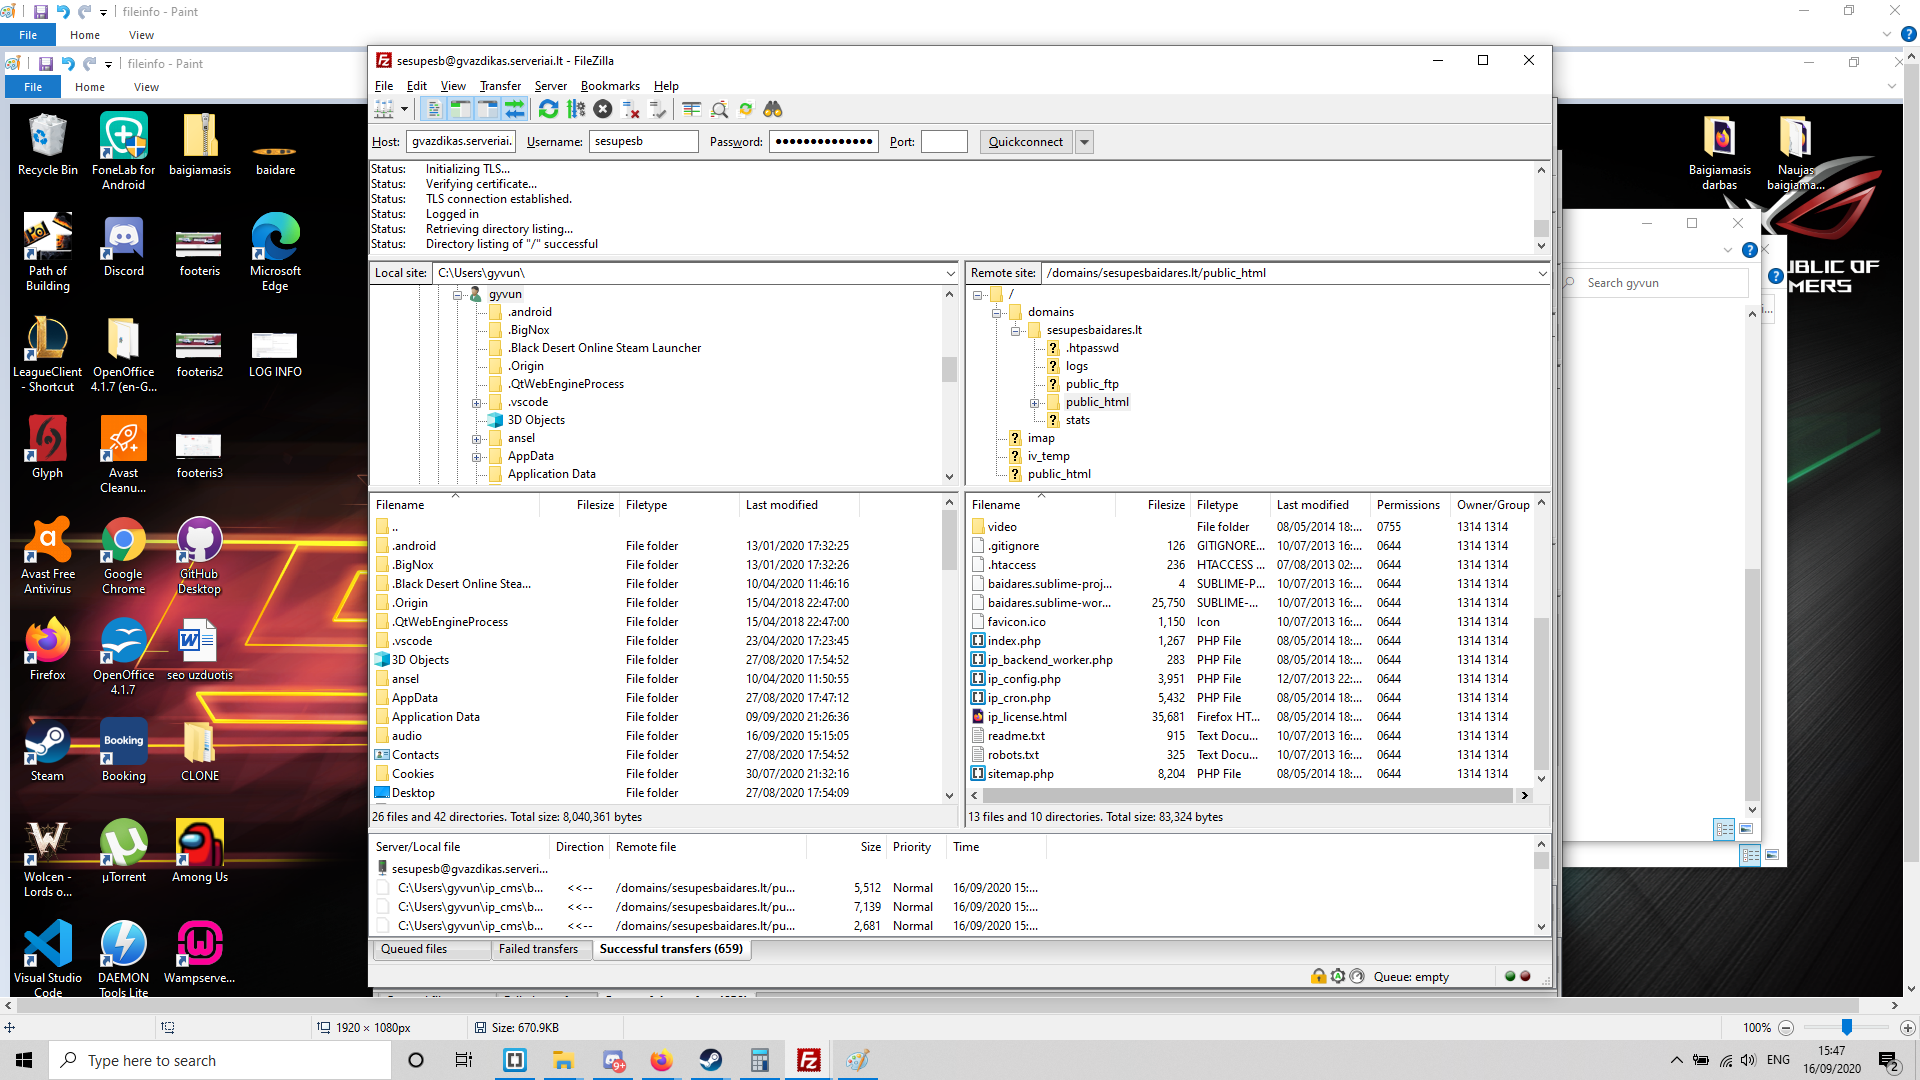 fileinfo - Paint
File Home View
fileinfo - Paint
File Home View
sesupesb@gvazdikas.serveriai.lt - FileZilla
File Edit View Transfer Server Bookmarks Help
Host: gvazdikas.serveriai. Username: sesupesb Password: ●●●●●●●●●●●●●● Port: Quickconnect
Status: Initializing TLS...
Status: Verifying certificate...
Status: TLS connection established.
Status: Logged in
Status: Retrieving directory listing...
Status: Directory listing of "/" successful
Local site: C:\Users\gyvun\
gyvun
.android
.BigNox
.Black Desert Online Steam Launcher
.Origin
.QtWebEngineProcess
.vscode
3D Objects
ansel
AppData
Application Data
Remote site: /domains/sesupesbaidares.lt/public_html
/
domains
sesupesbaidares.lt
.htpasswd
logs
public_ftp
public_html
stats
imap
iv_temp
public_html
Filename Filesize Filetype Last modified
..
.android File folder 13/01/2020 17:32:25
.BigNox File folder 13/01/2020 17:32:26
.Black Desert Online Stea... File folder 10/04/2020 11:46:16
.Origin File folder 15/04/2018 22:47:00
.QtWebEngineProcess File folder 15/04/2018 22:47:00
.vscode File folder 23/04/2020 17:23:45
3D Objects File folder 27/08/2020 17:54:52
ansel File folder 10/04/2020 11:50:55
AppData File folder 27/08/2020 17:47:12
Application Data File folder 09/09/2020 21:26:36
audio File folder 16/09/2020 15:15:05
Contacts File folder 27/08/2020 17:54:52
Cookies File folder 30/07/2020 21:32:16
Desktop File folder 27/08/2020 17:54:09
26 files and 42 directories. Total size: 8,040,361 bytes
Filename Filesize Filetype Last modified Permissions Owner/Group
video File folder 08/05/2014 18:... 0755 1314 1314
.gitignore 126 GITIGNORE... 10/07/2013 16:... 0644 1314 1314
.htaccess 236 HTACCESS ... 07/08/2013 02:... 0644 1314 1314
baidares.sublime-proj... 4 SUBLIME-P... 10/07/2013 16:... 0644 1314 1314
baidares.sublime-wor... 25,750 SUBLIME-... 10/07/2013 16:... 0644 1314 1314
favicon.ico 1,150 Icon 10/07/2013 16:... 0644 1314 1314
index.php 1,267 PHP File 08/05/2014 18:... 0644 1314 1314
ip_backend_worker.php 283 PHP File 08/05/2014 18:... 0644 1314 1314
ip_config.php 3,951 PHP File 12/07/2013 22:... 0644 1314 1314
ip_cron.php 5,432 PHP File 08/05/2014 18:... 0644 1314 1314
ip_license.html 35,681 Firefox HT... 08/05/2014 18:... 0644 1314 1314
readme.txt 915 Text Docu... 10/07/2013 16:... 0644 1314 1314
robots.txt 325 Text Docu... 10/07/2013 16:... 0644 1314 1314
sitemap.php 8,204 PHP File 08/05/2014 18:... 0644 1314 1314
13 files and 10 directories. Total size: 83,324 bytes
Server/Local file Direction Remote file Size Priority Time
sesupesb@gvazdikas.serveri...
C:\Users\gyvun\ip_cms\b... <<-- /domains/sesupesbaidares.lt/pu... 5,512 Normal 16/09/2020 15:...
C:\Users\gyvun\ip_cms\b... <<-- /domains/sesupesbaidares.lt/pu... 7,139 Normal 16/09/2020 15:...
C:\Users\gyvun\ip_cms\b... <<-- /domains/sesupesbaidares.lt/pu... 2,681 Normal 16/09/2020 15:...
Queued files Failed transfers Successful transfers (659)
Queue: empty
Recycle Bin
FoneLab for
Android
baigiamasis
baidare
Path of
Building
Discord
footeris
Microsoft
Edge
LeagueClient
- Shortcut
OpenOffice
4.1.7 (en-G...
footeris2
LOG INFO
Glyph
Avast
Cleanu...
footeris3
Avast Free
Antivirus
Google
Chrome
GitHub
Desktop
Firefox
OpenOffice
4.1.7
seo uzduotis
Steam
Booking
Booking
CLONE
Wolcen -
Lords o...
µTorrent
Among Us
Visual Studio
Code
DAEMON
Tools Lite
Wampserve...
Baigiamasis
darbas
Naujas
baigiama...
Search gyvun
BLIC OF
MERS
1920 × 1080px Size: 670.9KB 100%
Type here to search
9+
ENG
15:47
16/09/2020
2